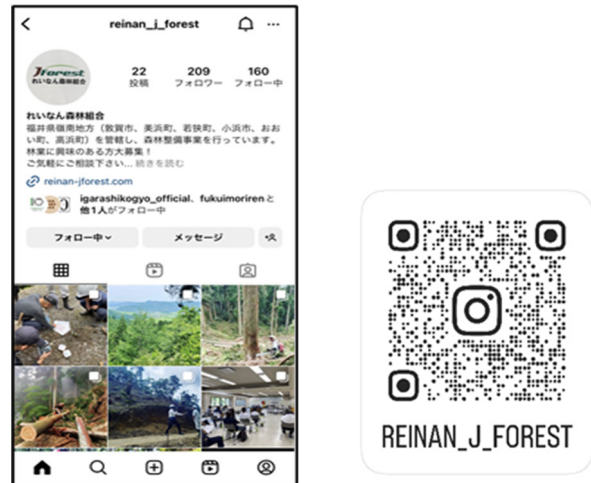 reinan_j_forest
Jforest
れいなん森林組合
22
投稿
209
フォロワー
160
フォロー中
れいなん森林組合
福井県嶺南地方（敦賀市、美浜町、若狭町、小浜市、おお
い町、高浜町）を管轄し、森林整備事業を行っています。
林業に興味のある方大募集！
ご気軽にご相談下さい... 続きを読む
reinan-jforest.com
igarashikogyo_official、fukuimorirenと
他1人がフォロー中
フォロー中
メッセージ
REINAN_J_FOREST